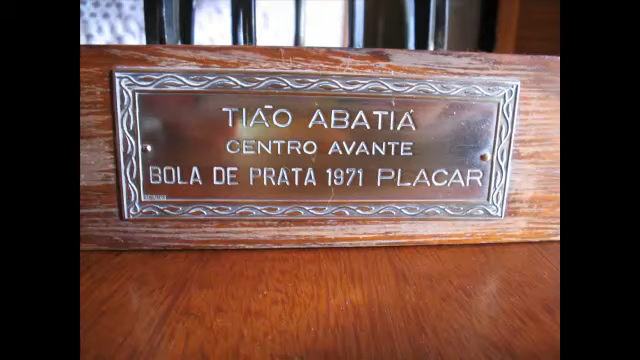 TIÃO ABATIÁ
CENTRO AVANTE
BOLA DE PRATA 1971 PLACAR